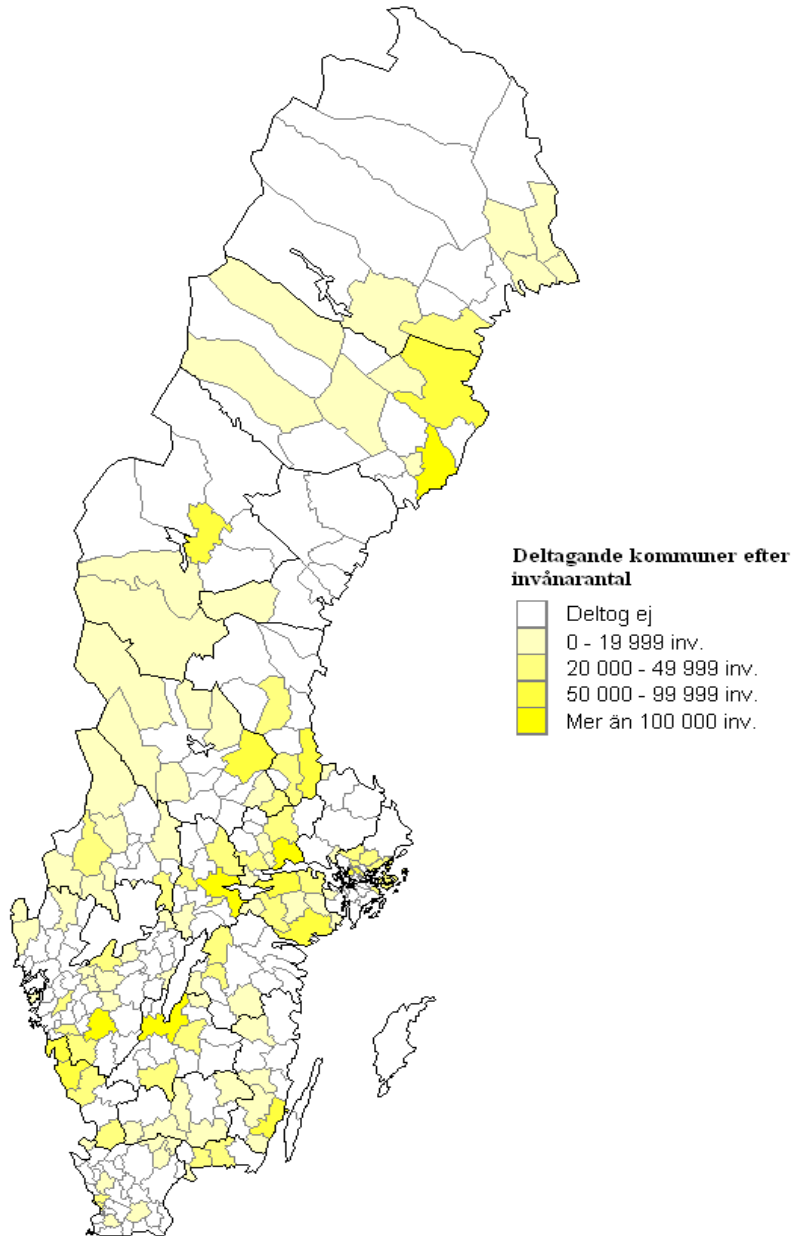 Deltagande kommuner efter
invånarantal
Deltog ej
0 - 19 999 inv.
20 000 - 49 999 inv.
50 000 - 99 999 inv.
Mer än 100 000 inv.